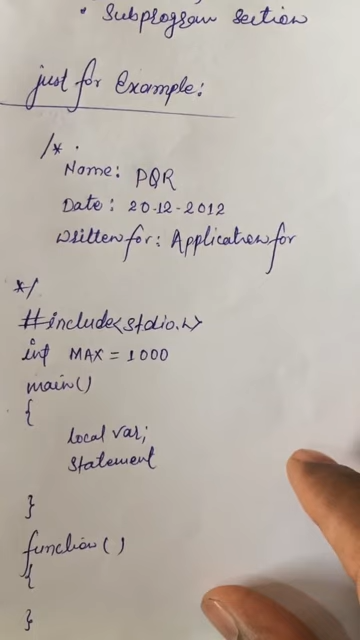 • Subprogram section
just for Example:
/*
Name: PQR
Date: 20-12-2012
written for: Application for
*/
#include<stdio.h>
int MAX = 1000
main()
{
local var;
Statement
}
function()
{
}